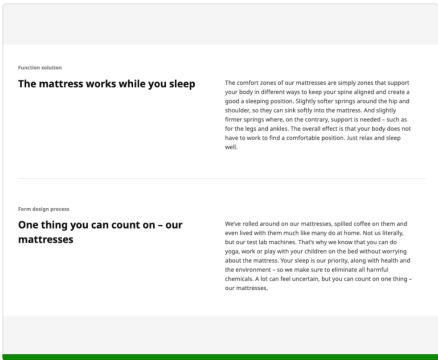 Function solution
The mattress works while you sleep
The comfort zones of our mattresses are simply zones that support
your body in different ways to keep your spine aligned and create a
good a sleeping position. Slightly softer springs around the hip and
shoulder, so they can sink softly into the mattress. And slightly
firmer springs where, on the contrary, support is needed – such as
for the legs and ankles. The overall effect is that your body does not
have to work to find a comfortable position. Just relax and sleep
well.
Form design process
One thing you can count on – our
mattresses
We've rolled around on our mattresses, spilled coffee on them and
even lived with them much like many do at home. Not us literally,
but our test lab machines. That's why we know that you can do
yoga, work or play with your children on the bed without worrying
about the mattress. Your sleep is our priority, along with health and
the environment – so we make sure to eliminate all harmful
chemicals. A lot can feel uncertain, but you can count on one thing –
our mattresses.